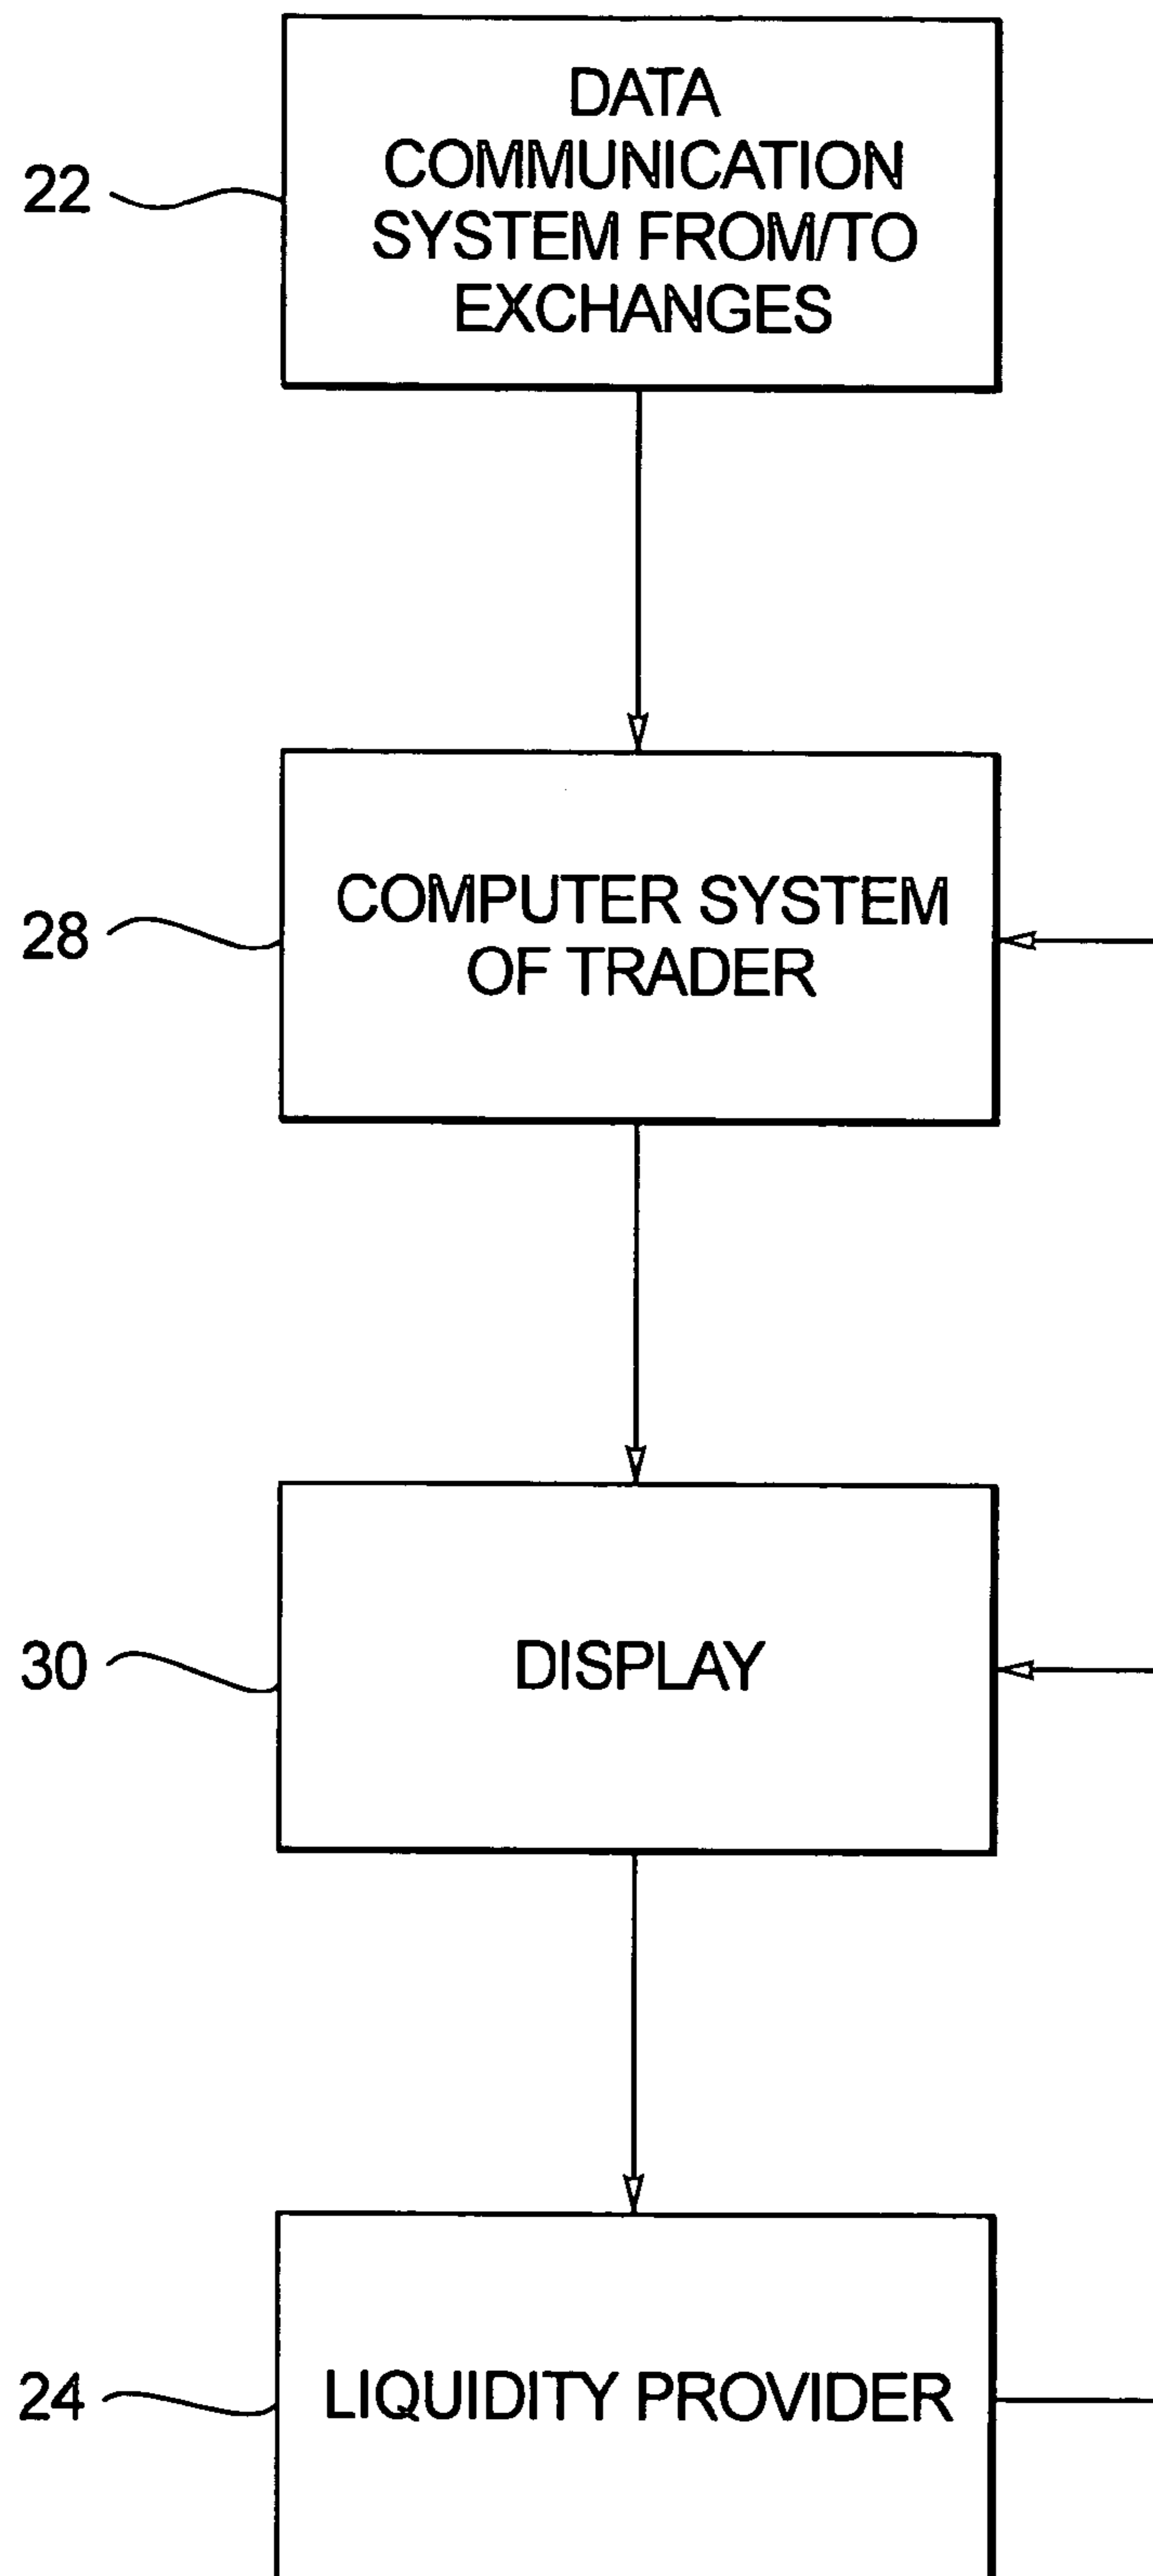 DATA
COMMUNICATION
SYSTEM FROM/TO
EXCHANGES
22
COMPUTER SYSTEM
OF TRADER
28
DISPLAY
30
LIQUIDITY PROVIDER
24